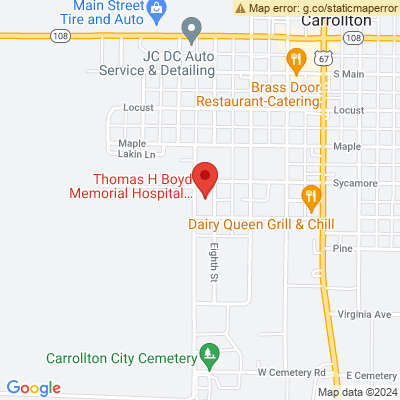 Main Street
Tire and Auto
Map error: g.co/staticmaperror
Carrollton
108
108
JC DC Auto
Service & Detailing
67
S Main
Brass Door
Restaurant-Catering
Locust
Locust
Maple
Lakin Ln
Maple
Thomas H Boyd
Memorial Hospital...
Sycamore
Dairy Queen Grill & Chill
Eighth St
Pine
Virginia Ave
Carrollton City Cemetery
W Cemetery Rd
E Cemetery
Google
Map data ©2024